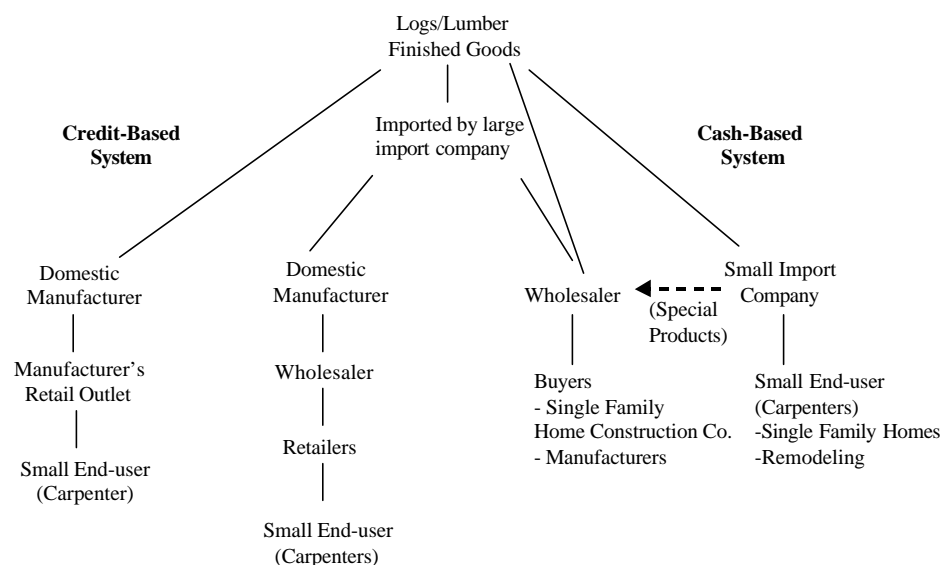 Logs/Lumber
Finished Goods
Credit-Based
System
Imported by large
import company
Cash-Based
System
Domestic
Manufacturer
Manufacturer’s
Retail Outlet
Small End-user
(Carpenter)
Domestic
Manufacturer
Wholesaler
Retailers
Small End-user
(Carpenters)
Wholesaler
(Special
Products)
Buyers
- Single Family
Home Construction Co.
- Manufacturers
Small Import
Company
Small End-user
(Carpenters)
-Single Family Homes
-Remodeling